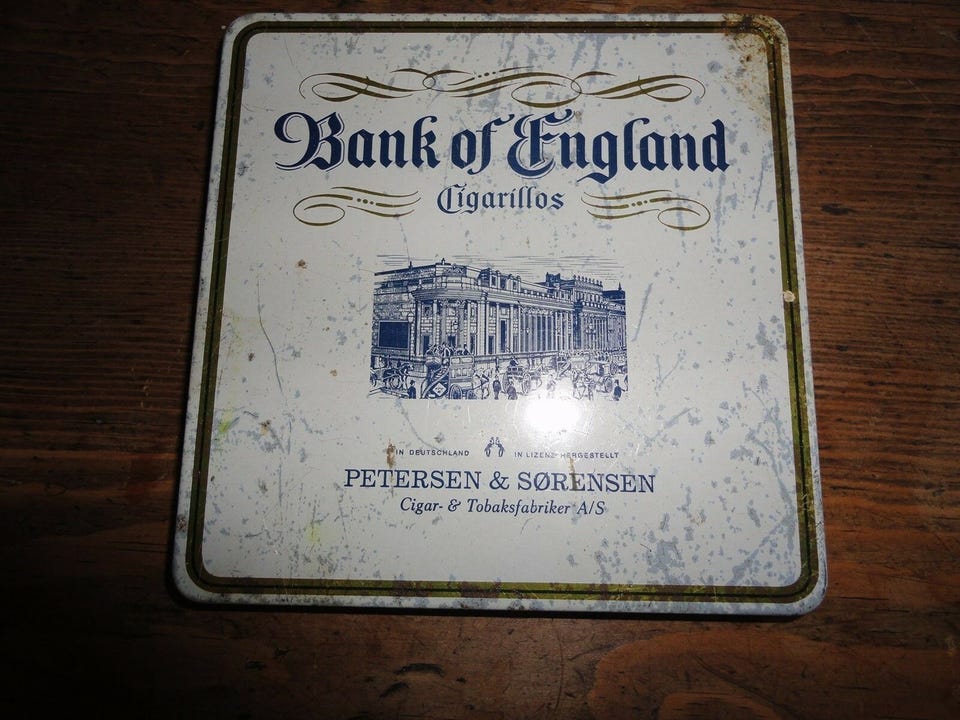 Bank of England
Cigarillos
IN DEUTSCHLAND IN LIZENZ HERGESTELLT
PETERSEN & SØRENSEN
Cigar- & Tobaksfabriker A/S